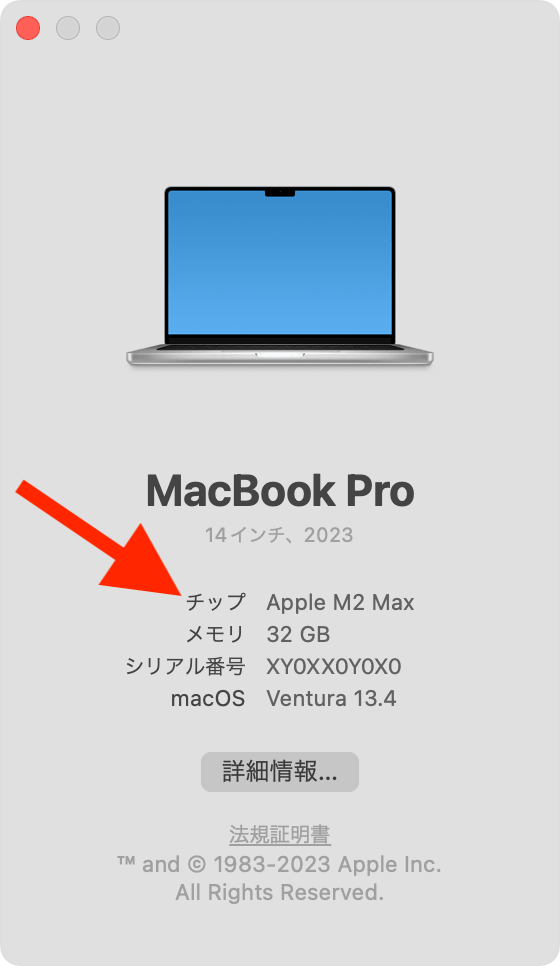 MacBook Pro
14インチ、2023
チップ Apple M2 Max
メモリ 32 GB
シリアル番号 XY0XX0Y0X0
macOS Ventura 13.4
詳細情報...
法規証明書
™ and © 1983-2023 Apple Inc.
All Rights Reserved.